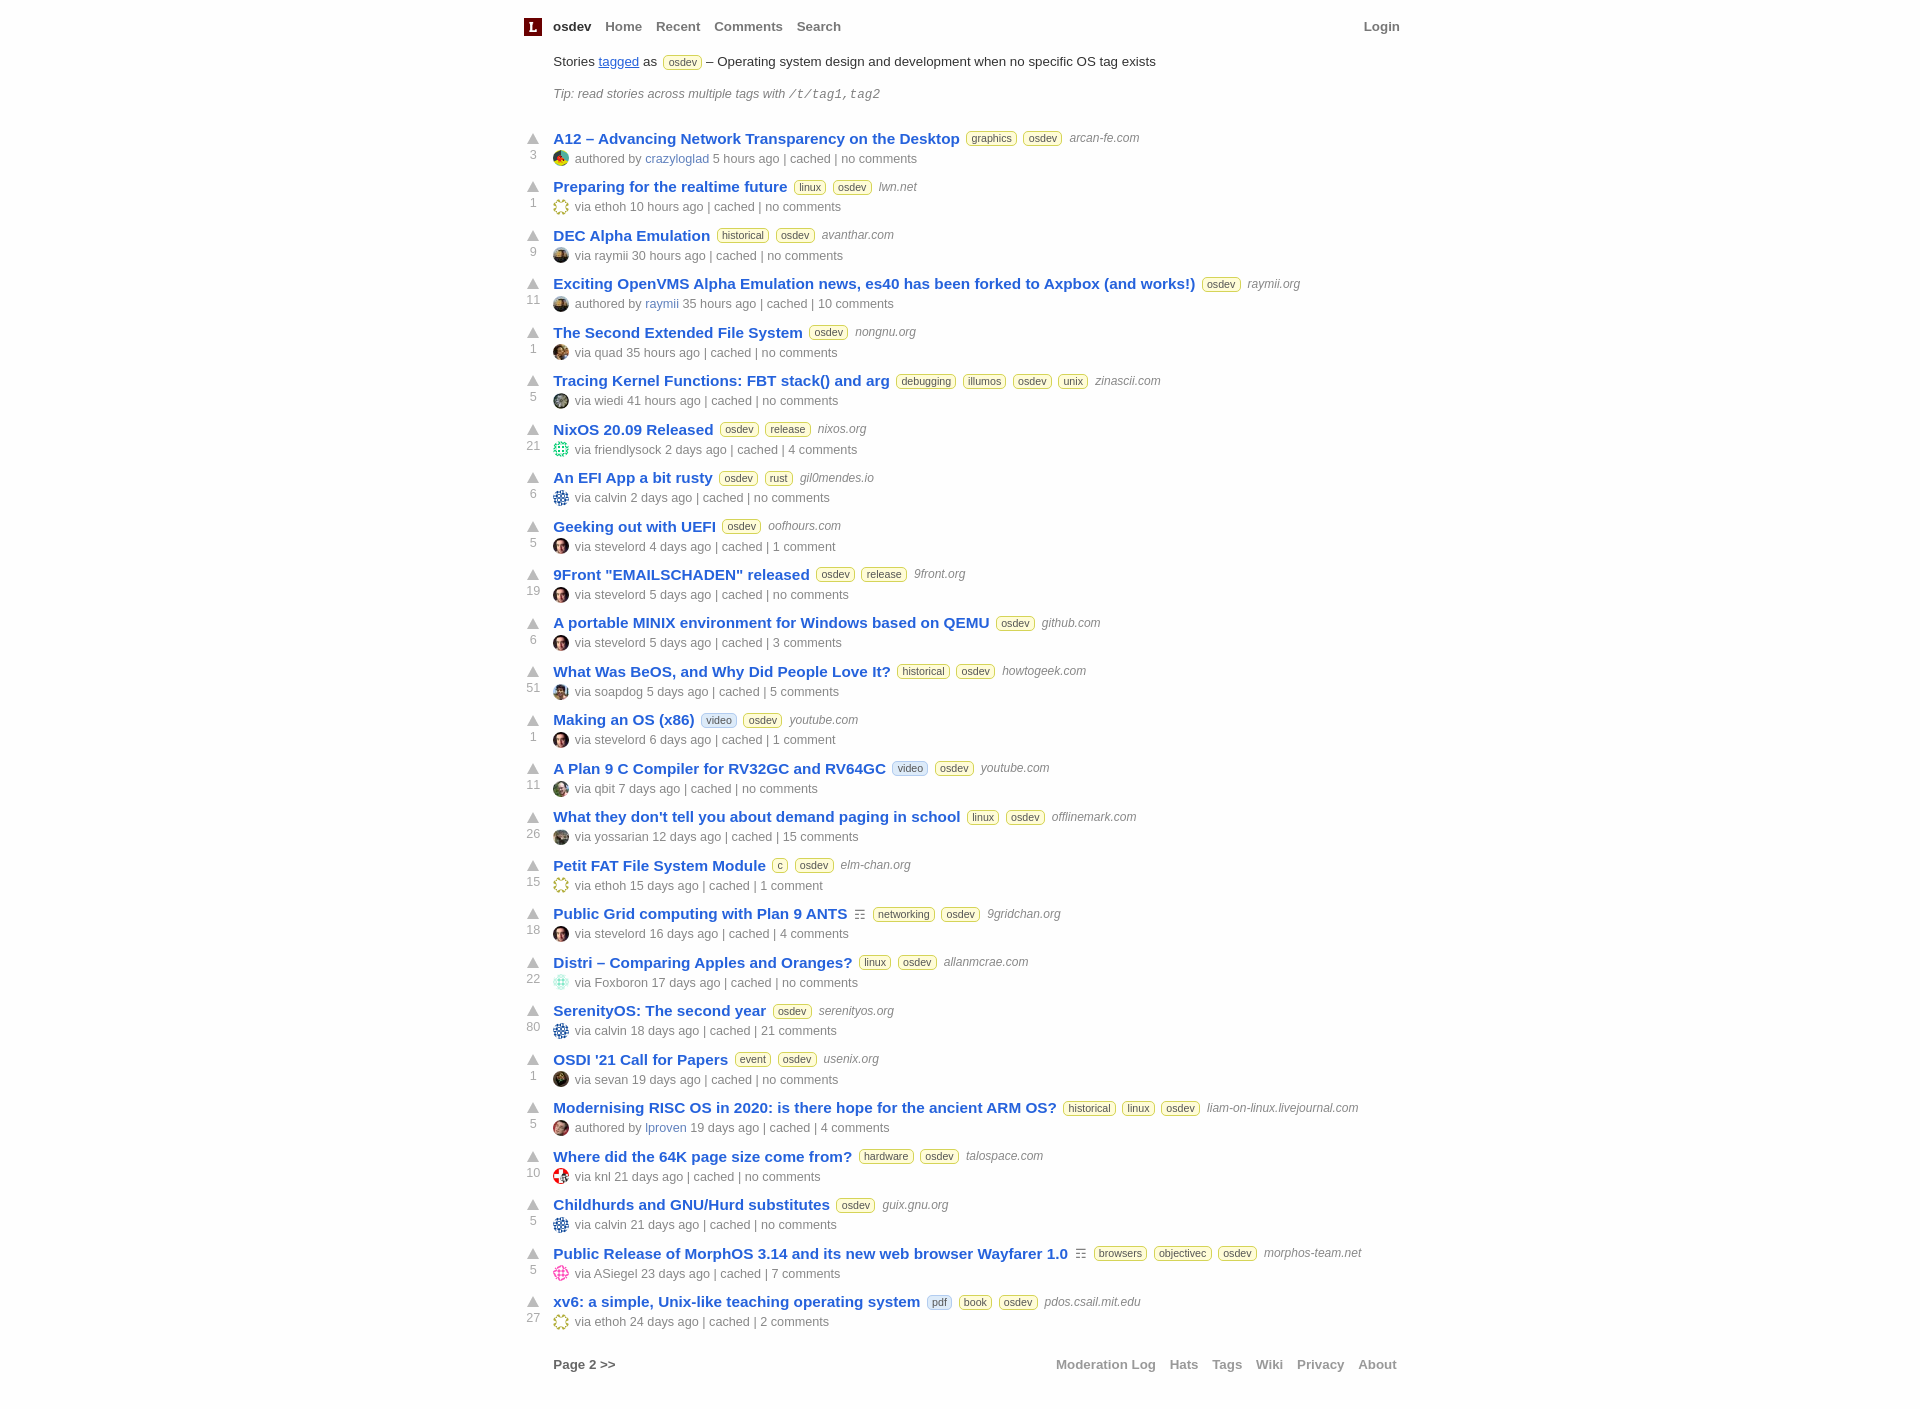 L osdev Home Recent Comments Search Login
Stories tagged as osdev – Operating system design and development when no specific OS tag exists
Tip: read stories across multiple tags with /t/tag1,tag2
A12 – Advancing Network Transparency on the Desktop graphics osdev arcan-fe.com
3 authored by crazyloglad 5 hours ago | cached | no comments
Preparing for the realtime future linux osdev lwn.net
1 via ethoh 10 hours ago | cached | no comments
DEC Alpha Emulation historical osdev avanthar.com
9 via raymii 30 hours ago | cached | no comments
Exciting OpenVMS Alpha Emulation news, es40 has been forked to Axpbox (and works!) osdev raymii.org
11 authored by raymii 35 hours ago | cached | 10 comments
The Second Extended File System osdev nongnu.org
1 via quad 35 hours ago | cached | no comments
Tracing Kernel Functions: FBT stack() and arg debugging illumos osdev unix zinascii.com
5 via wiedi 41 hours ago | cached | no comments
NixOS 20.09 Released osdev release nixos.org
21 via friendlysock 2 days ago | cached | 4 comments
An EFI App a bit rusty osdev rust gil0mendes.io
6 via calvin 2 days ago | cached | no comments
Geeking out with UEFI osdev oofhours.com
5 via stevelord 4 days ago | cached | 1 comment
9Front "EMAILSCHADEN" released osdev release 9front.org
19 via stevelord 5 days ago | cached | no comments
A portable MINIX environment for Windows based on QEMU osdev github.com
6 via stevelord 5 days ago | cached | 3 comments
What Was BeOS, and Why Did People Love It? historical osdev howtogeek.com
51 via soapdog 5 days ago | cached | 5 comments
Making an OS (x86) video osdev youtube.com
1 via stevelord 6 days ago | cached | 1 comment
A Plan 9 C Compiler for RV32GC and RV64GC video osdev youtube.com
11 via qbit 7 days ago | cached | no comments
What they don't tell you about demand paging in school linux osdev offlinemark.com
26 via yossarian 12 days ago | cached | 15 comments
Petit FAT File System Module c osdev elm-chan.org
15 via ethoh 15 days ago | cached | 1 comment
Public Grid computing with Plan 9 ANTS ☶ networking osdev 9gridchan.org
18 via stevelord 16 days ago | cached | 4 comments
Distri – Comparing Apples and Oranges? linux osdev allanmcrae.com
22 via Foxboron 17 days ago | cached | no comments
SerenityOS: The second year osdev serenityos.org
80 via calvin 18 days ago | cached | 21 comments
OSDI '21 Call for Papers event osdev usenix.org
1 via sevan 19 days ago | cached | no comments
Modernising RISC OS in 2020: is there hope for the ancient ARM OS? historical linux osdev liam-on-linux.livejournal.com
5 authored by lproven 19 days ago | cached | 4 comments
Where did the 64K page size come from? hardware osdev talospace.com
10 via knl 21 days ago | cached | no comments
Childhurds and GNU/Hurd substitutes osdev guix.gnu.org
5 via calvin 21 days ago | cached | no comments
Public Release of MorphOS 3.14 and its new web browser Wayfarer 1.0 ☶ browsers objectivec osdev morphos-team.net
5 via ASiegel 23 days ago | cached | 7 comments
xv6: a simple, Unix-like teaching operating system pdf book osdev pdos.csail.mit.edu
27 via ethoh 24 days ago | cached | 2 comments
Page 2 >> Moderation Log Hats Tags Wiki Privacy About